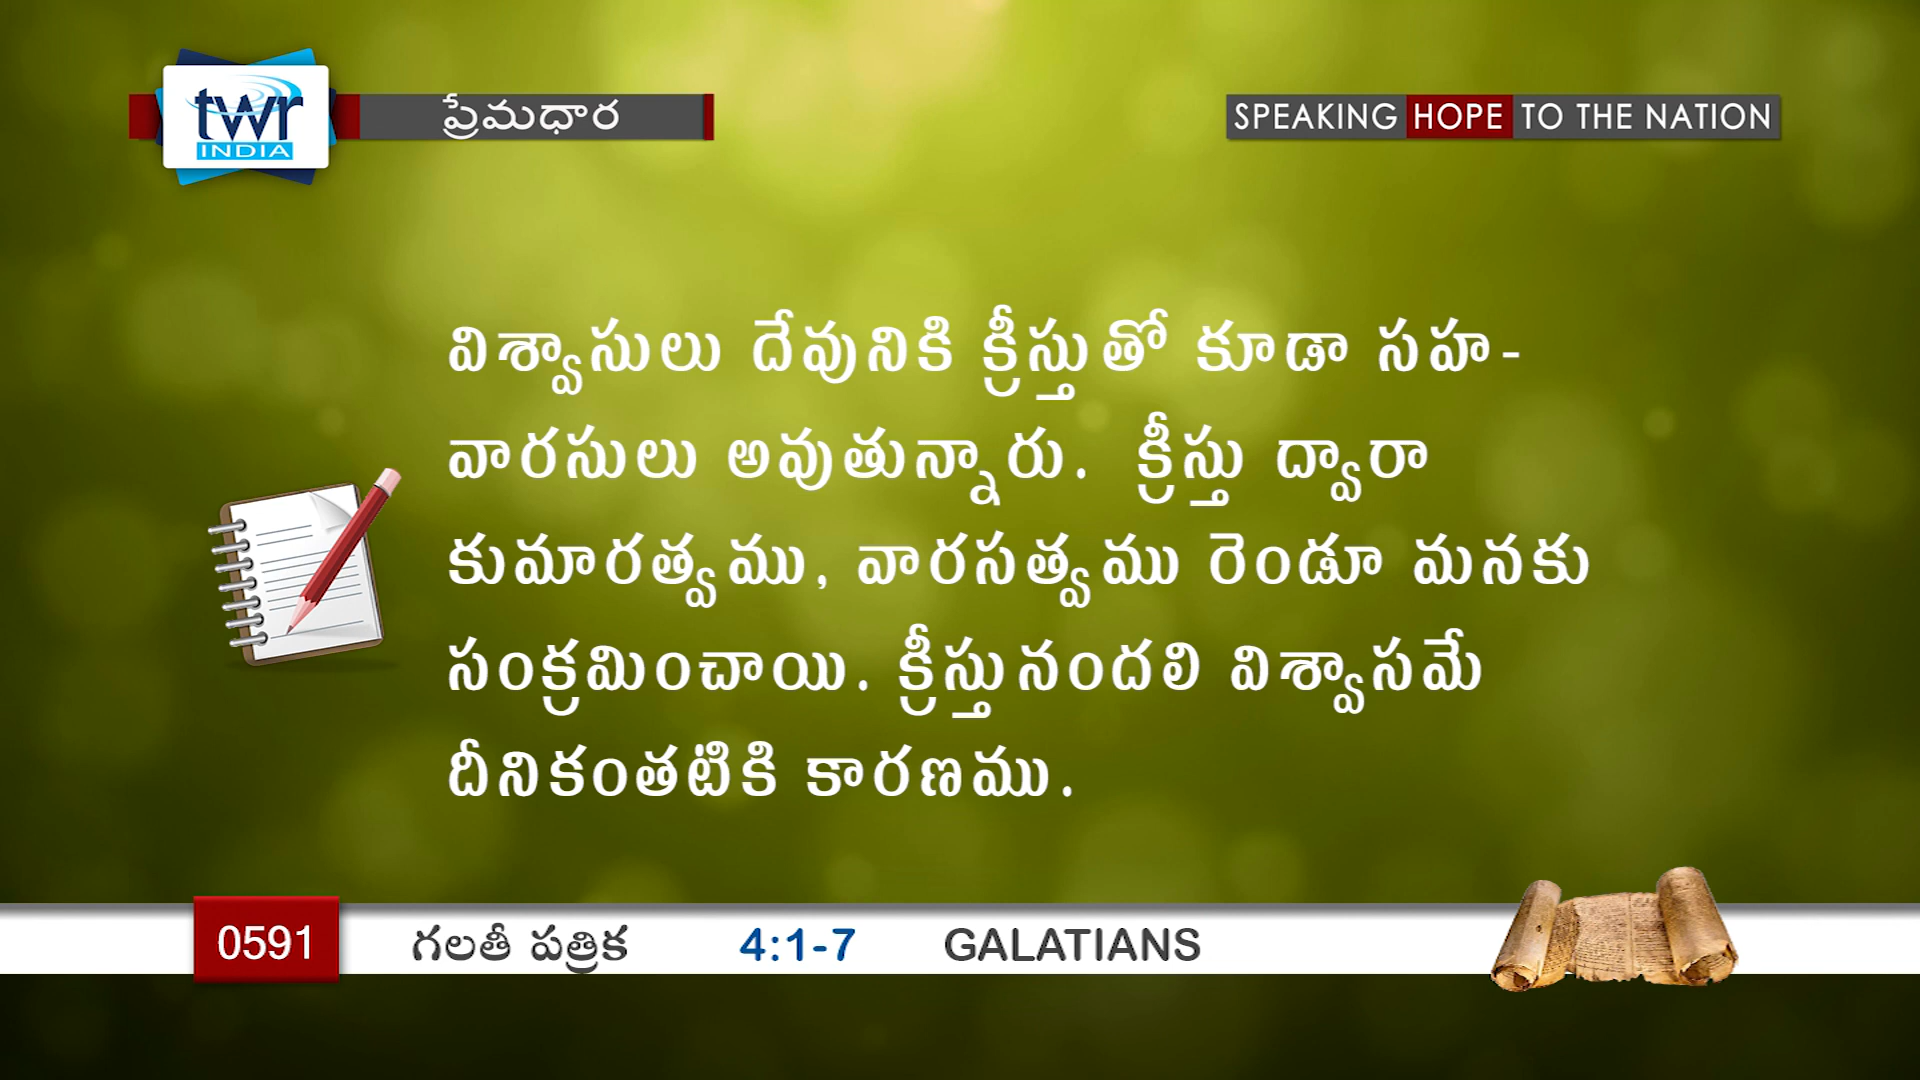 twr
INDIA
ప్రేమధార
SPEAKING HOPE TO THE NATION
విశ్వాసులు దేవునికి క్రీస్తుతో కూడా సహ-
వారసులు అవుతున్నారు. క్రీస్తు ద్వారా
కుమారత్వము, వారసత్వము రెండూ మనకు
సంక్రమించాయి. క్రీస్తునందలి విశ్వాసమే
దీనికంతటికి కారణము.
0591 గలతీ పత్రిక 4:1-7 GALATIANS